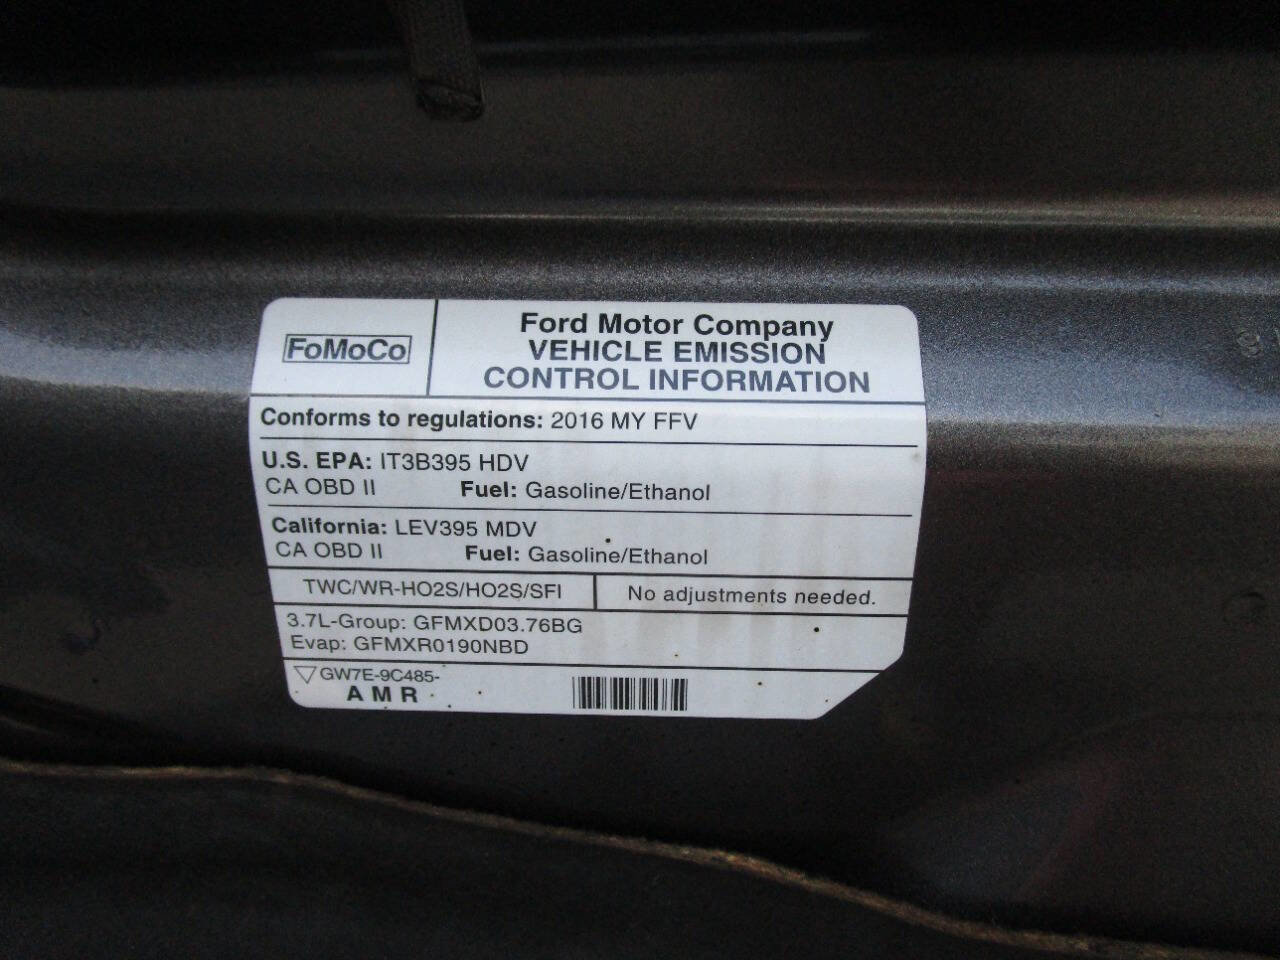 FoMoCo
Ford Motor Company
VEHICLE EMISSION
CONTROL INFORMATION
Conforms to regulations: 2016 MY FFV
U.S. EPA: IT3B395 HDV
CA OBD II Fuel: Gasoline/Ethanol
California: LEV395 MDV
CA OBD II Fuel: Gasoline/Ethanol
TWC/WR-HO2S/HO2S/SFI No adjustments needed.
3.7L-Group: GFMXD03.76BG
Evap: GFMXR0190NBD
GW7E-9C485-
AMR